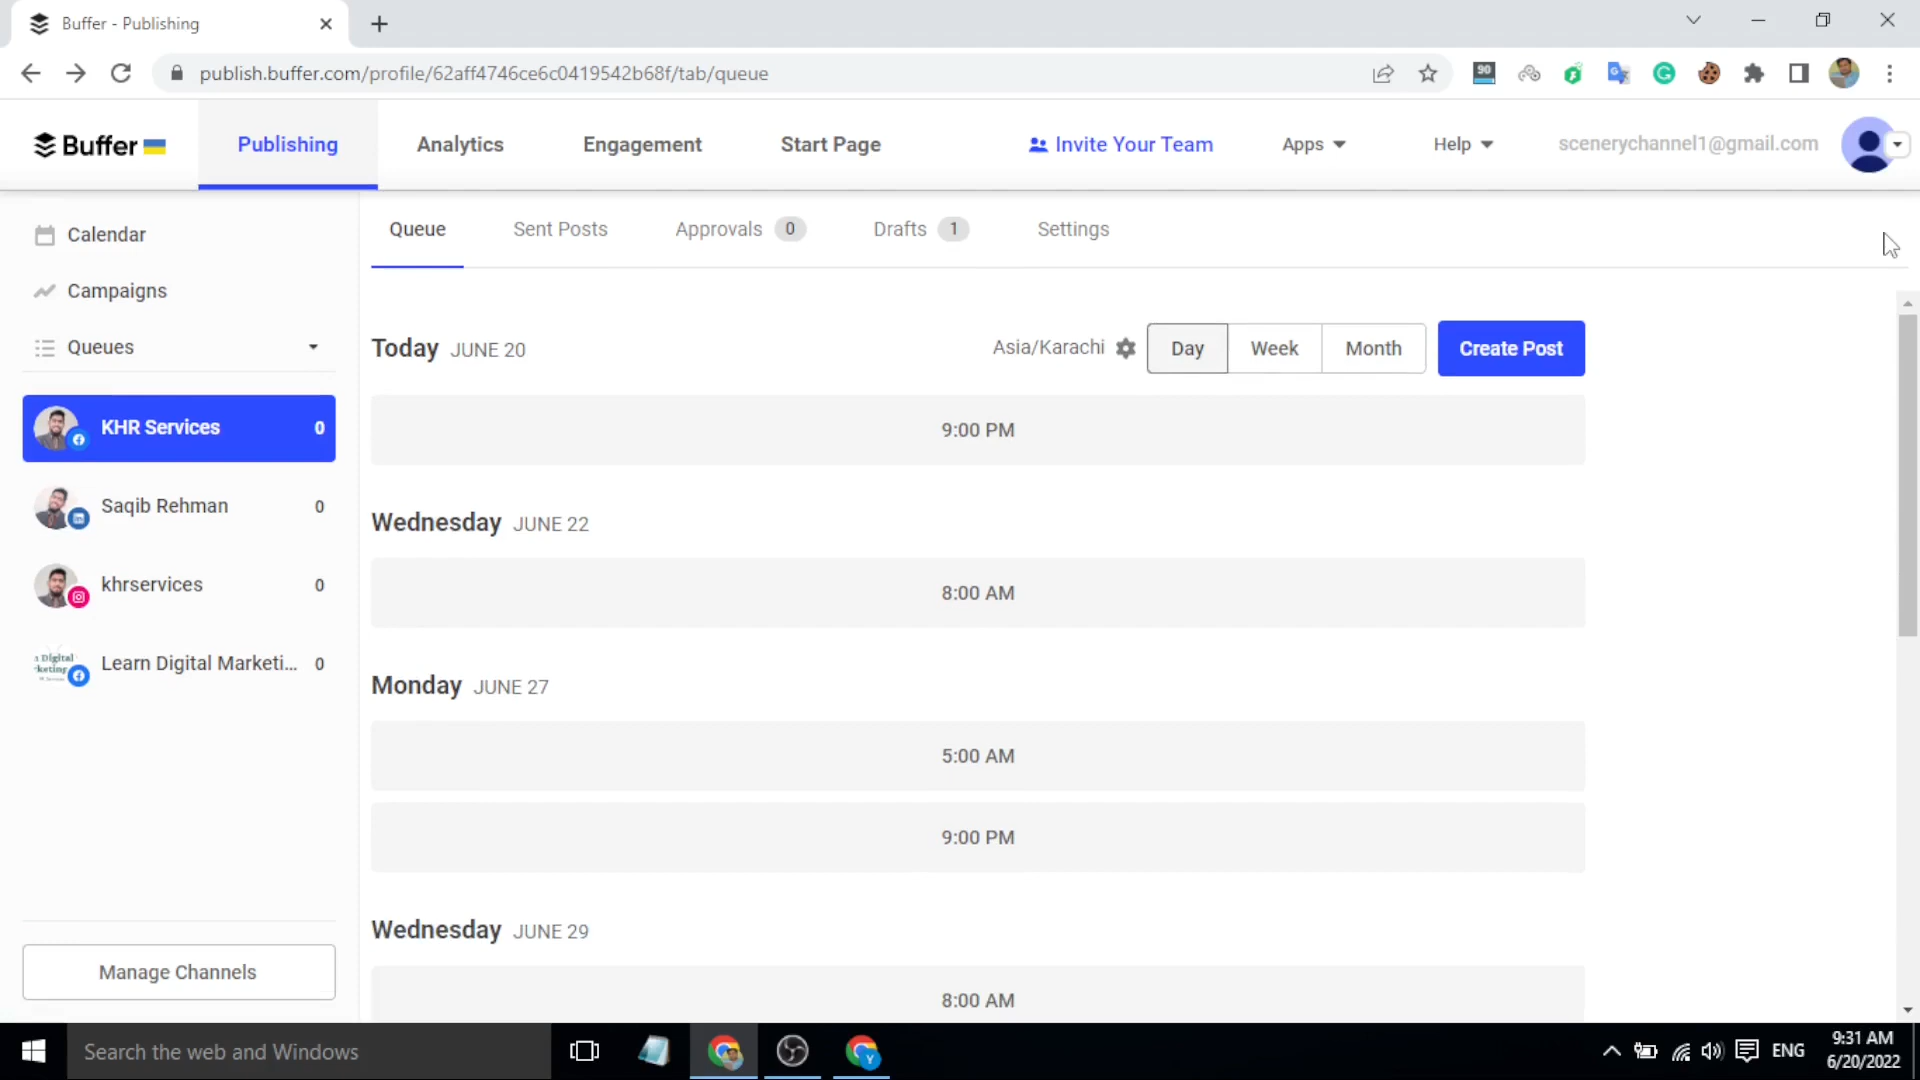 Buffer - Publishing
publish.buffer.com/profile/62aff4746ce6c0419542b68f/tab/queue
90
Buffer
Publishing
Analytics
Engagement
Start Page
Invite Your Team
Apps
Help
scenerychannel1@gmail.com
Calendar
Campaigns
Queues
KHR Services 0
Saqib Rehman 0
khrservices 0
Learn Digital Marketi... 0
Manage Channels
Queue
Sent Posts
Approvals 0
Drafts 1
Settings
Today JUNE 20
Asia/Karachi
Day
Week
Month
Create Post
9:00 PM
Wednesday JUNE 22
8:00 AM
Monday JUNE 27
5:00 AM
9:00 PM
Wednesday JUNE 29
8:00 AM
Search the web and Windows
ENG
9:31 AM
6/20/2022